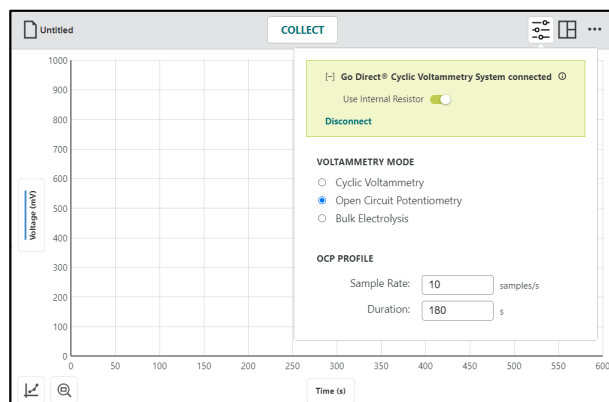 Untitled
COLLECT
[-] Go Direct® Cyclic Voltammetry System connected
Use Internal Resistor
Disconnect
VOLTAMMETRY MODE
Cyclic Voltammetry
Open Circuit Potentiometry
Bulk Electrolysis
OCP PROFILE
Sample Rate: 10 samples/s
Duration: 180 s
Voltage (mV)
1000
900
800
700
600
500
400
300
200
100
0
0 50 100 150 200 250 300 350 400 450 500 550 600
Time (s)